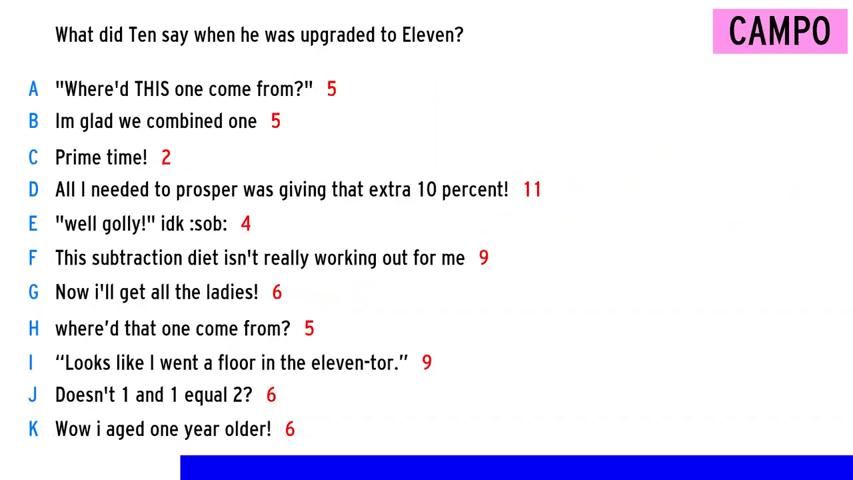 What did Ten say when he was upgraded to Eleven?
CAMPO
A "Where'd THIS one come from?" 5
B Im glad we combined one 5
C Prime time! 2
D All I needed to prosper was giving that extra 10 percent! 11
E "well golly!" idk :sob: 4
F This subtraction diet isn't really working out for me 9
G Now i'll get all the ladies! 6
H where’d that one come from? 5
I “Looks like I went a floor in the eleven-tor.” 9
J Doesn't 1 and 1 equal 2? 6
K Wow i aged one year older! 6